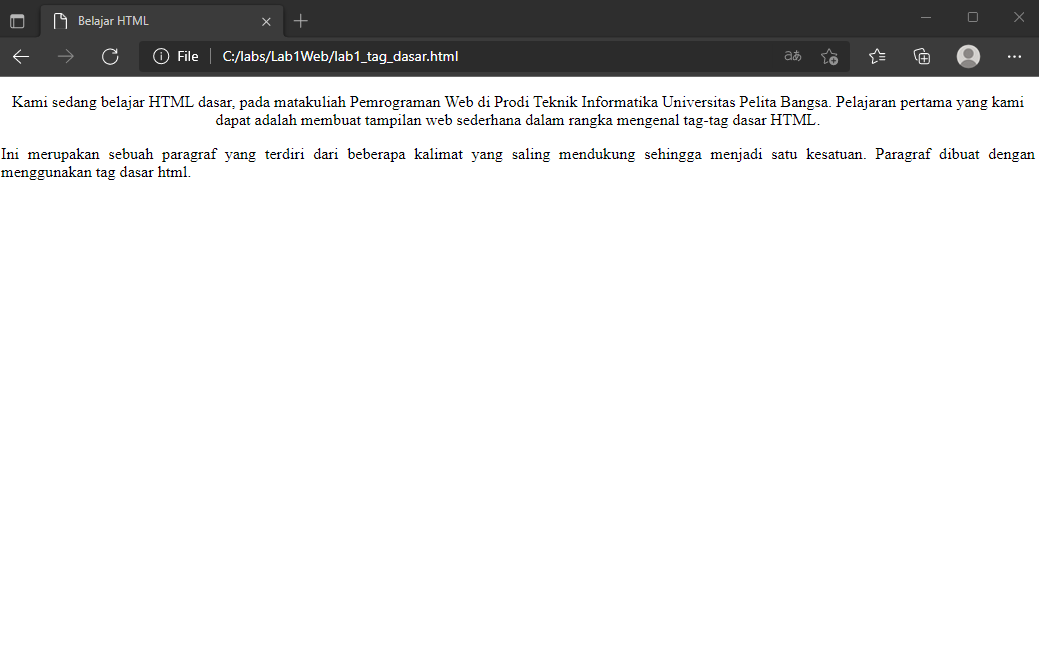 Belajar HTML
File
C:/labs/Lab1Web/lab1_tag_dasar.html
aあ
Kami sedang belajar HTML dasar, pada matakuliah Pemrograman Web di Prodi Teknik Informatika Universitas Pelita Bangsa. Pelajaran pertama yang kami
dapat adalah membuat tampilan web sederhana dalam rangka mengenal tag-tag dasar HTML.
Ini merupakan sebuah paragraf yang terdiri dari beberapa kalimat yang saling mendukung sehingga menjadi satu kesatuan. Paragraf dibuat dengan
menggunakan tag dasar html.